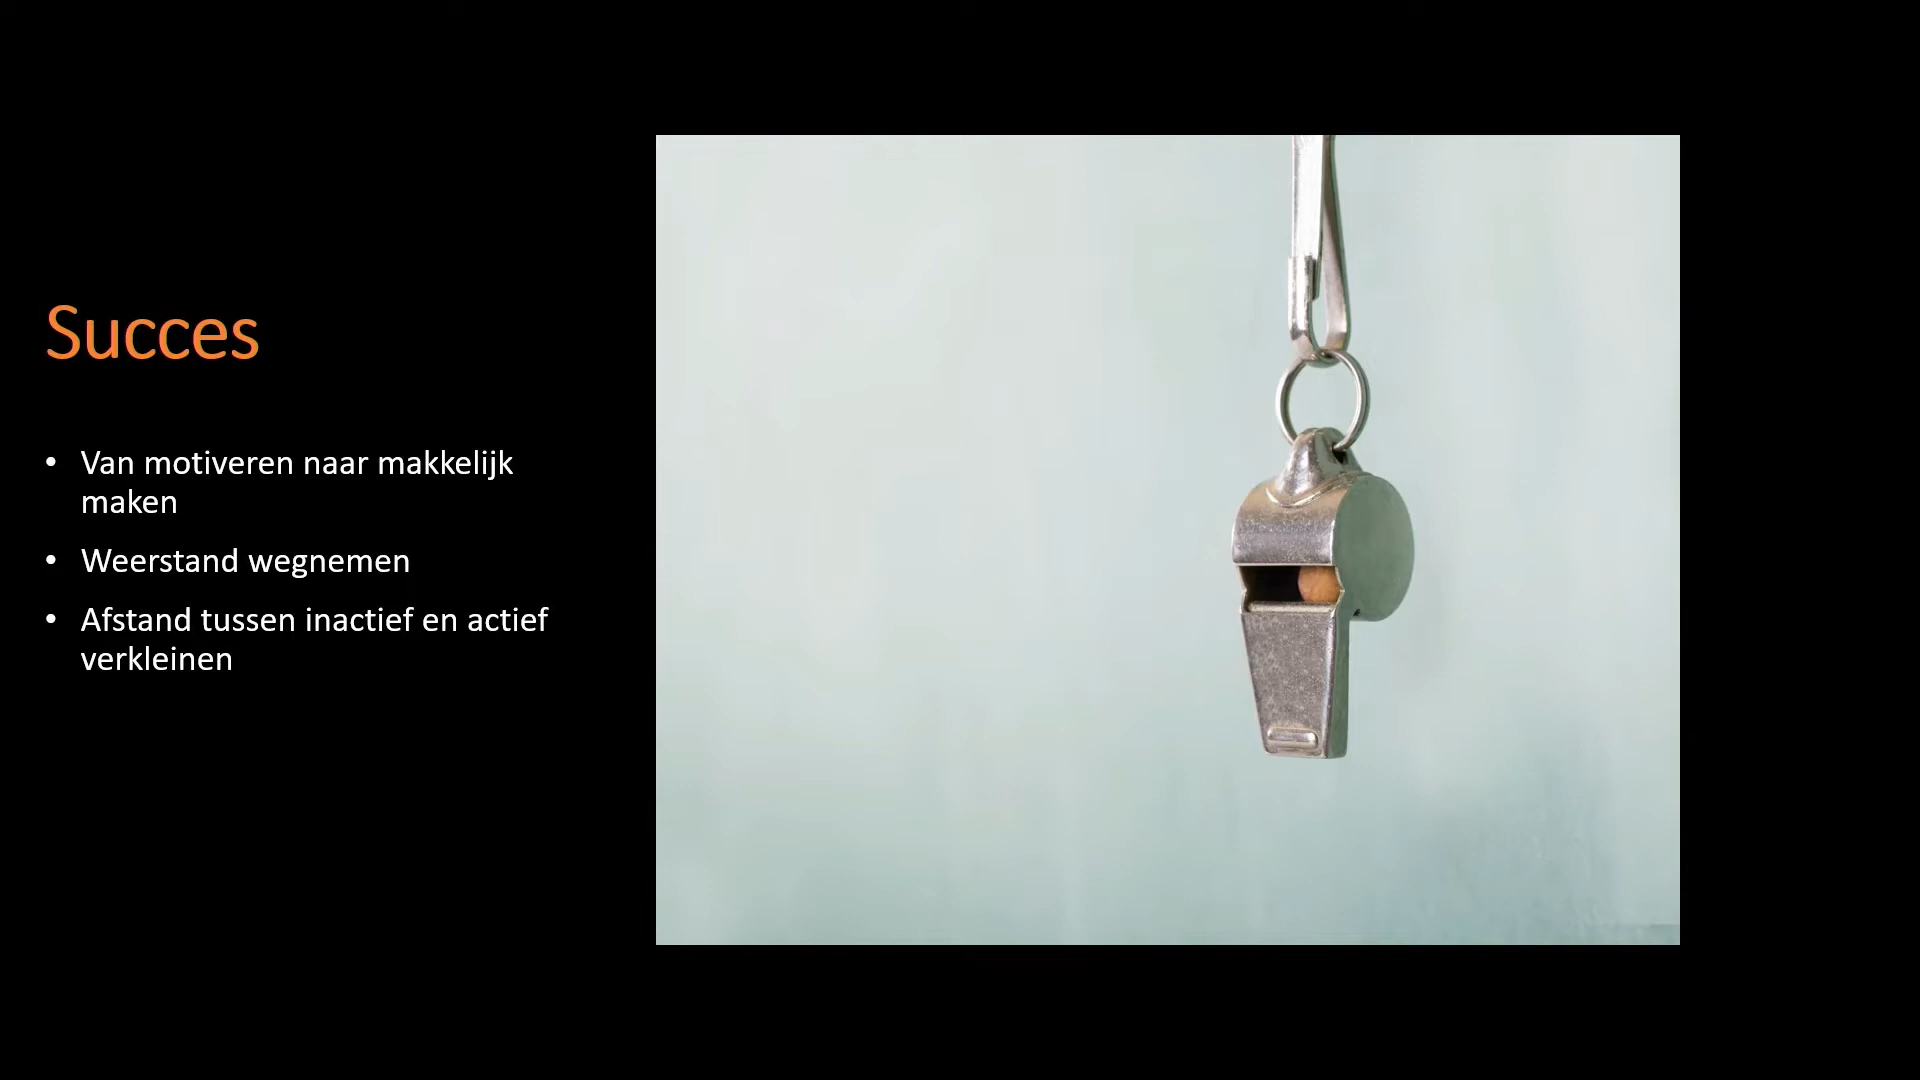 Succes
• Van motiveren naar makkelijk
maken
• Weerstand wegnemen
• Afstand tussen inactief en actief
verkleinen